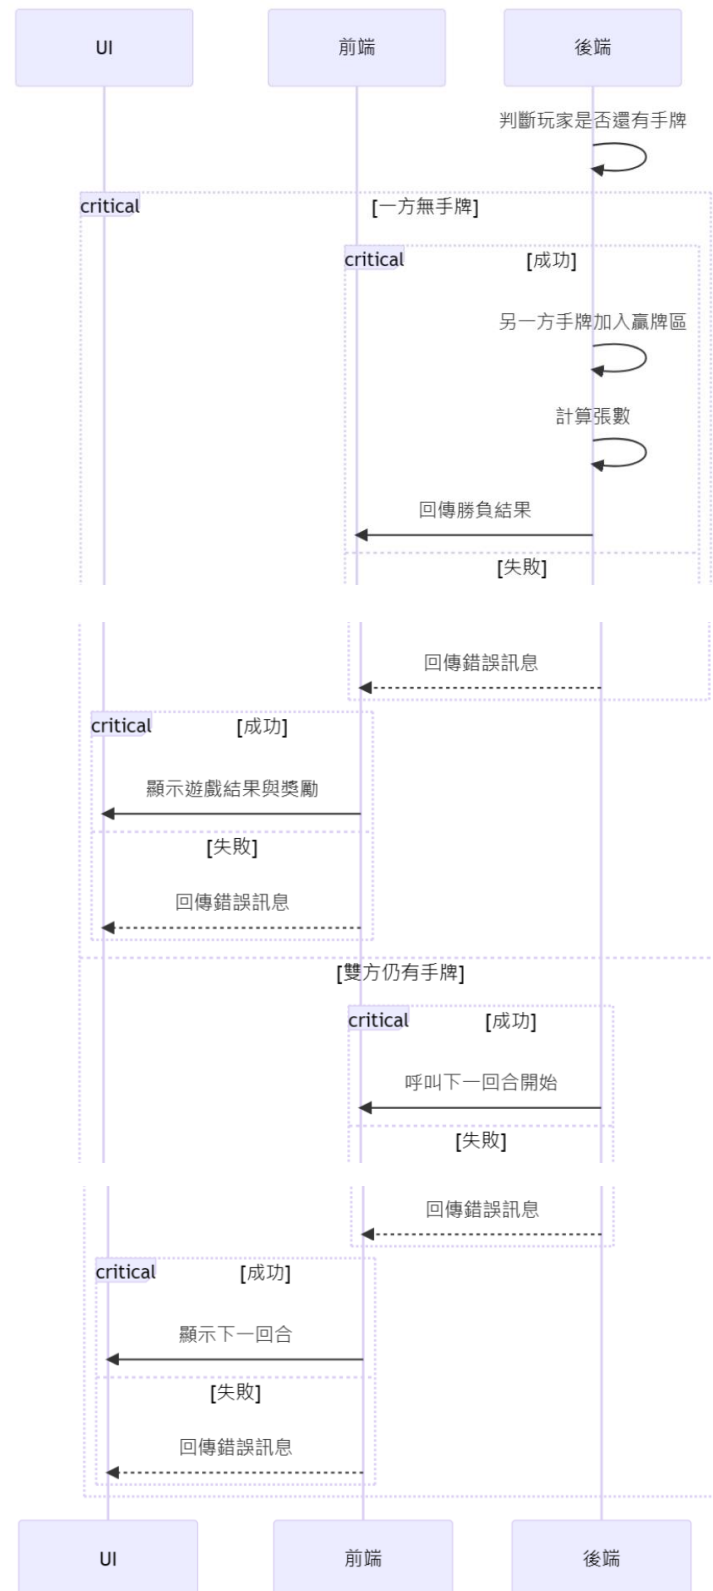 UI
前端
後端
判斷玩家是否還有手牌
critical
[一方無手牌]
critical
[成功]
另一方手牌加入贏牌區
計算張數
回傳勝負結果
[失敗]
回傳錯誤訊息
critical
[成功]
顯示遊戲結果與獎勵
[失敗]
回傳錯誤訊息
[雙方仍有手牌]
critical
[成功]
呼叫下一回合開始
[失敗]
回傳錯誤訊息
critical
[成功]
顯示下一回合
[失敗]
回傳錯誤訊息
UI
前端
後端